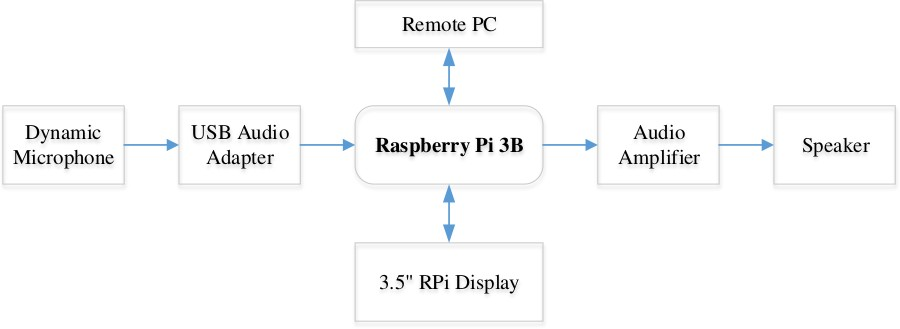 Remote PC
Dynamic
Microphone
USB Audio
Adapter
Raspberry Pi 3B
Audio
Amplifier
Speaker
3.5" RPi Display